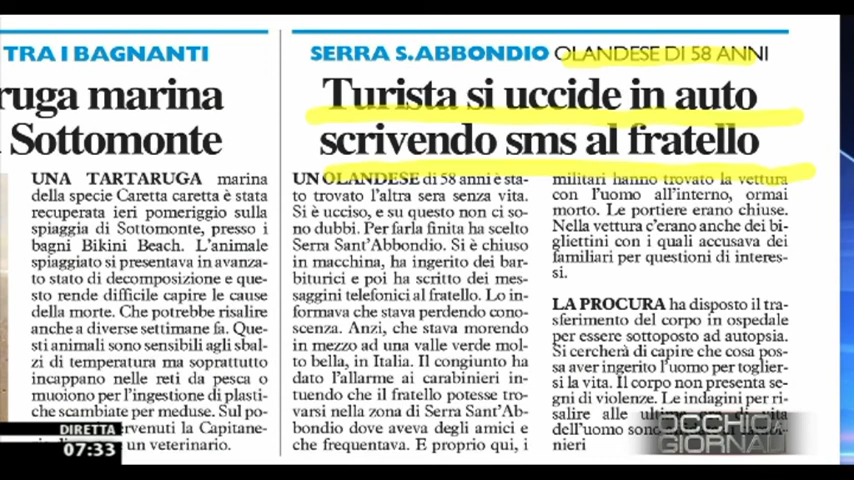 TRA I BAGNANTI
ruga marina
Sottomonte
UNA TARTARUGA marina
della specie Caretta caretta è stata
recuperata ieri pomeriggio sulla
spiaggia di Sottomonte, presso i
bagni Bikini Beach. L'animale
spiaggiato si presentava in avanza-
to stato di decomposizione e que-
sto rende difficile capire le cause
della morte. Che potrebbe risalire
anche a diverse settimane fa. Que-
sti animali sono sensibili agli sbal-
zi di temperatura ma soprattutto
incappano nelle reti da pesca o
muoiono per l'ingestione di plasti-
che scambiate per meduse. Sul po-
ervenuti la Capitane-
un veterinario.
SERRA S.ABBONDIO OLANDESE DI 58 ANNI
Turista si uccide in auto
scrivendo sms al fratello
UN OLANDESE di 58 anni è sta-
to trovato l'altra sera senza vita.
Si è ucciso, e su questo non ci so-
no dubbi. Per farla finita ha scelto
Serra Sant'Abbondio. Si è chiuso
in macchina, ha ingerito dei bar-
biturici e poi ha scritto dei mes-
saggini telefonici al fratello. Lo in-
formava che stava perdendo cono-
scenza. Anzi, che stava morendo
in mezzo ad una valle verde mol-
to bella, in Italia. Il congiunto ha
dato l'allarme ai carabinieri in-
tuendo che il fratello potesse tro-
varsi nella zona di Serra Sant'Ab-
bondio dove aveva degli amici e
che frequentava. E proprio qui, i
militari hanno trovato la vettura
con l'uomo all'interno, ormai
morto. Le portiere erano chiuse.
Nella vettura c'erano anche dei bi-
gliettini con i quali accusava dei
familiari per questioni di interes-
si.
LA PROCURA ha disposto il tra-
sferimento del corpo in ospedale
per essere sottoposto ad autopsia.
Si cercherà di capire che cosa pos-
sa aver ingerito l'uomo per toglier-
si la vita. Il corpo non presenta se-
gni di violenze. Le indagini per ri-
salire alle ultime di vita
dell'uomo sono
nieri
DIRETTA
07:33
OCCHIO ai
GIORNALI